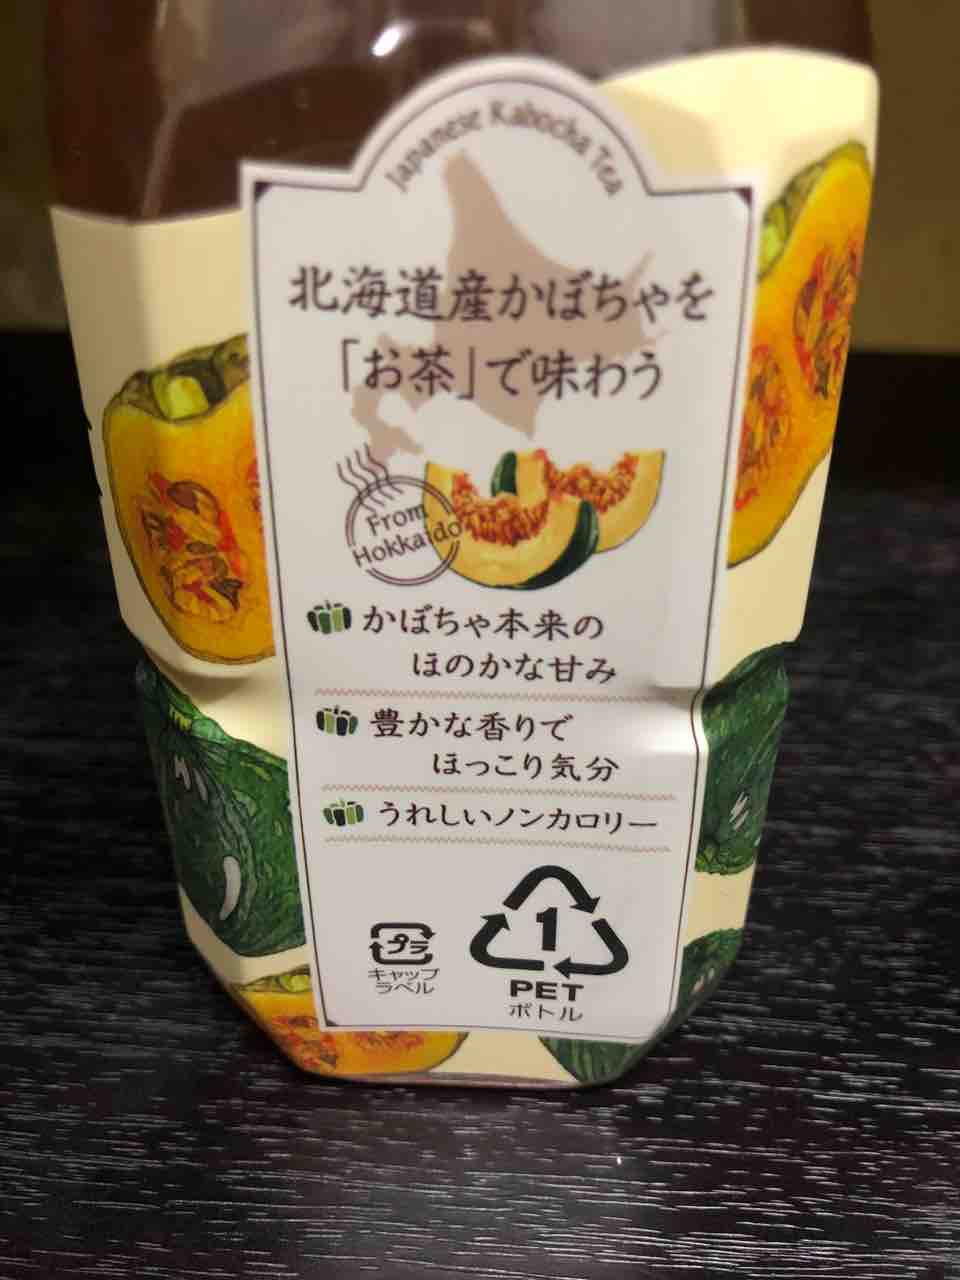 Japanese Kabocha Tea
北海道産かぼちゃを
「お茶」で味わう
From
Hokkaido
かぼちゃ本来の
ほのかな甘み
豊かな香りで
ほっこり気分
うれしいノンカロリー
プラ
キャップ
ラベル
1
PET
ボトル